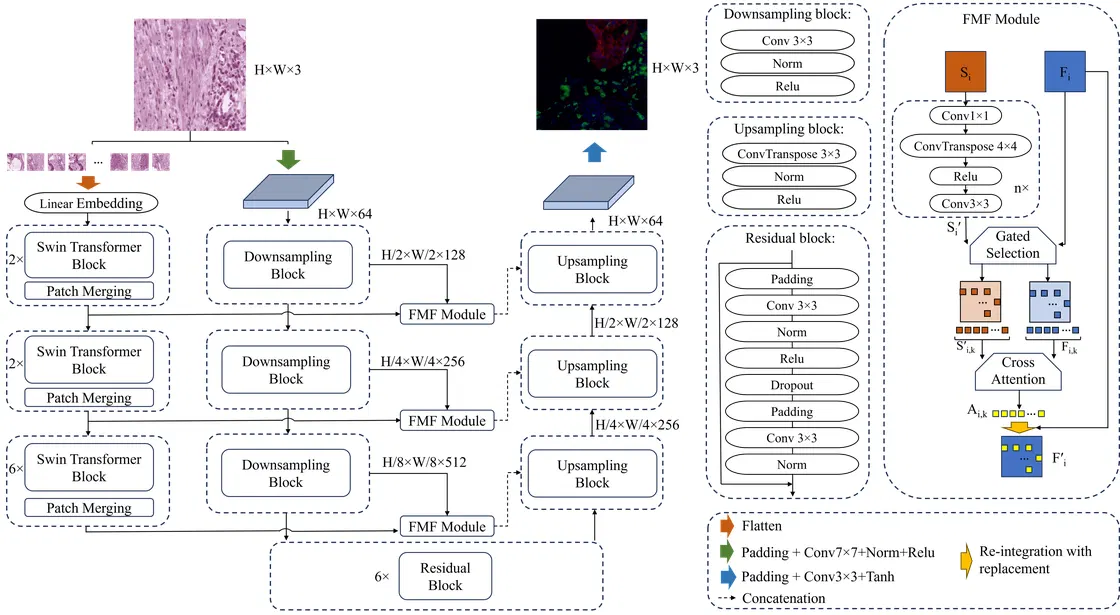 H×W×3
...
Linear Embedding
2×
Swin Transformer
Block
Patch Merging
2×
Swin Transformer
Block
Patch Merging
6×
Swin Transformer
Block
Patch Merging
H×W×64
Downsampling
Block
H/2×W/2×128
FMF Module
Downsampling
Block
H/4×W/4×256
FMF Module
Downsampling
Block
H/8×W/8×512
FMF Module
6×
Residual
Block
H×W×3
H×W×64
Upsampling
Block
H/2×W/2×128
Upsampling
Block
H/4×W/4×256
Upsampling
Block
Downsampling block:
Conv 3×3
Norm
Relu
Upsampling block:
ConvTranspose 3×3
Norm
Relu
Residual block:
Padding
Conv 3×3
Norm
Relu
Dropout
Padding
Conv 3×3
Norm
FMF Module
Si
Fi
Conv1×1
ConvTranspose 4×4
Relu
Conv3×3
n×
Si′
Gated
Selection
...
...
...
...
S′i,k
Fi,k
Cross
Attention
Ai,k
...
...
F′i
Flatten
Padding + Conv7×7+Norm+Relu
Padding + Conv3×3+Tanh
Concatenation
Re-integration with
replacement